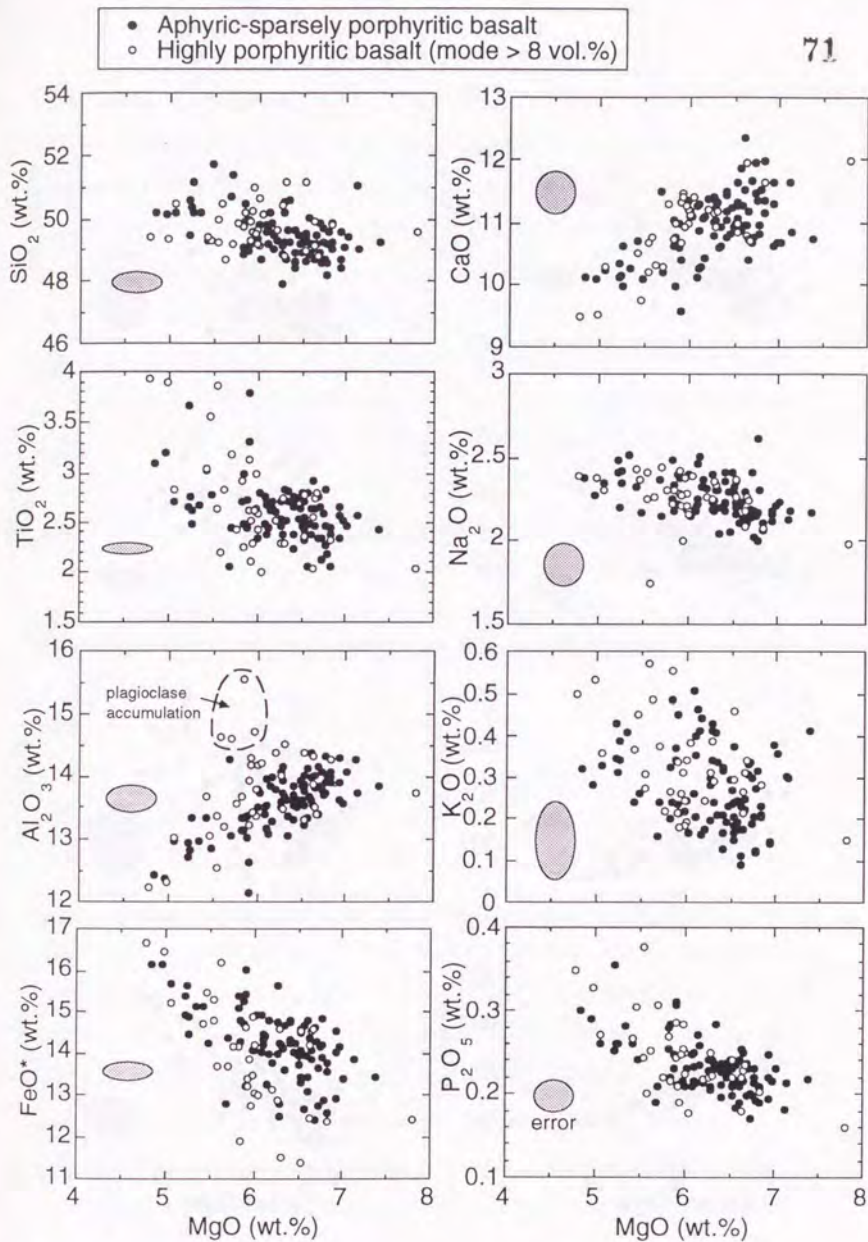 • Aphyric-sparsely porphyritic basalt
○ Highly porphyritic basalt (mode > 8 vol.%)
71
SiO2 (wt.%)
54
52
50
48
46
CaO (wt.%)
13
12
11
10
9
TiO2 (wt.%)
4
3.5
3
2.5
2
1.5
Na2O (wt.%)
3
2.5
2
1.5
Al2O3 (wt.%)
16
15
14
13
12
plagioclase
accumulation
K2O (wt.%)
0.6
0.5
0.4
0.3
0.2
0.1
0
FeO* (wt.%)
17
16
15
14
13
12
11
4 5 6 7 8
MgO (wt.%)
P2O5 (wt.%)
0.4
0.3
0.2
0.1
error
4 5 6 7 8
MgO (wt.%)